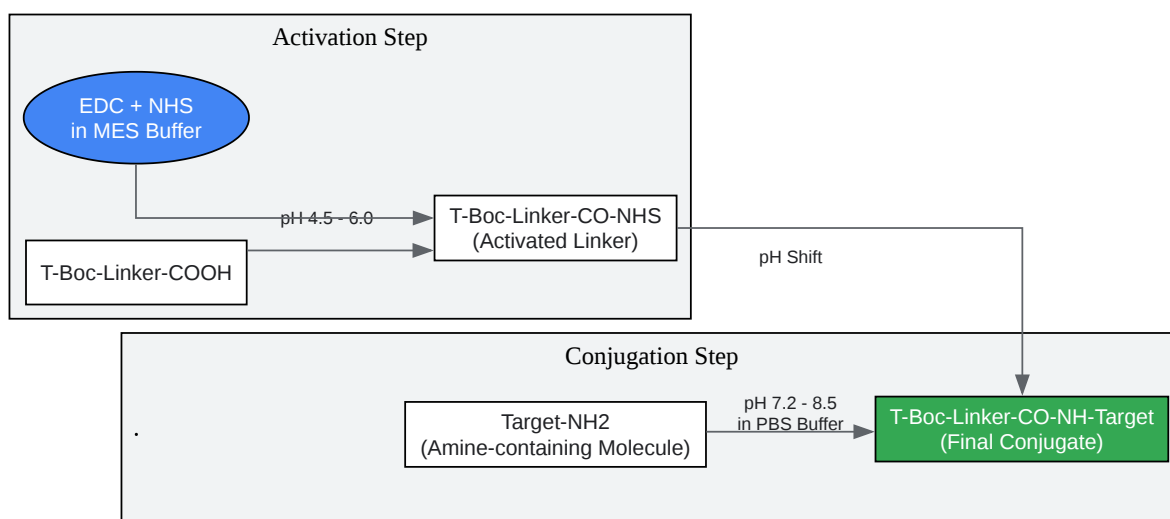 Activation Step
EDC + NHS
in MES Buffer
pH 4.5 - 6.0
T-Boc-Linker-CO-NHS
(Activated Linker)
T-Boc-Linker-COOH
pH Shift
Conjugation Step
Target-NH2
(Amine-containing Molecule)
pH 7.2 - 8.5
in PBS Buffer
T-Boc-Linker-CO-NH-Target
(Final Conjugate)
.